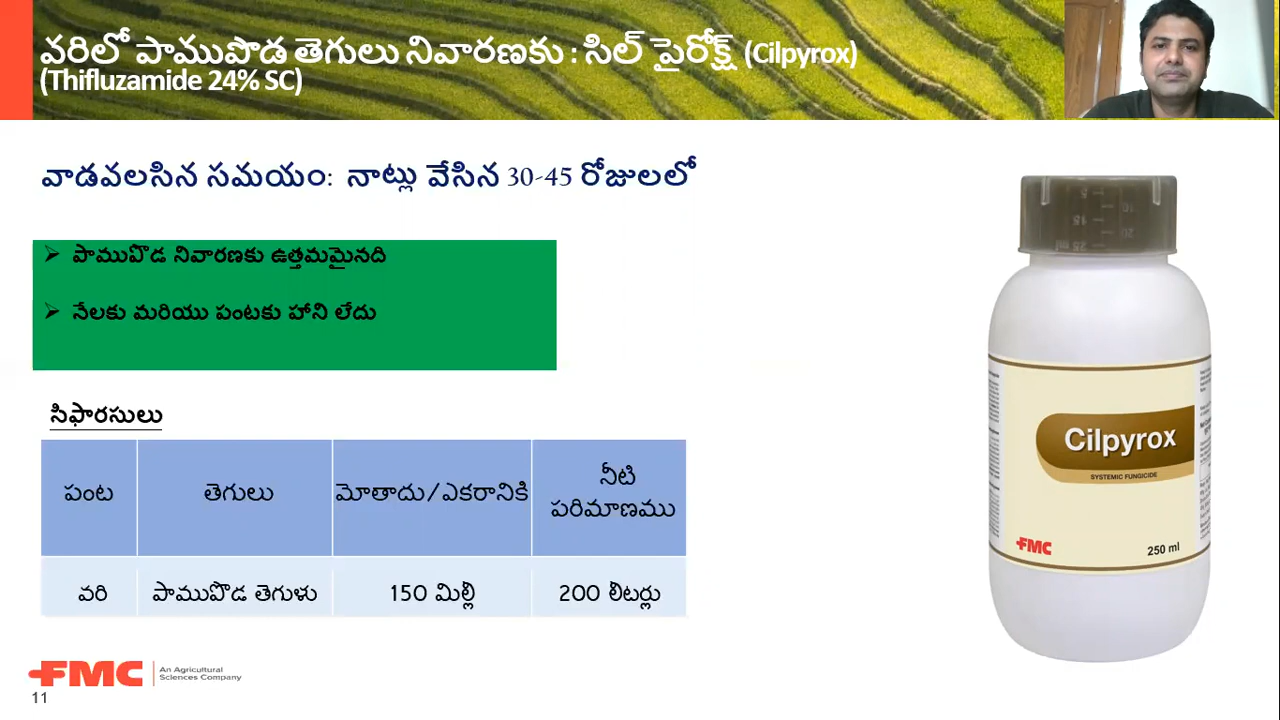 వరిలో పాముపొడ తెగులు నివారణకు : సిల్ పైరోక్స్ (Cilpyrox)
(Thifluzamide 24% SC)
వాడవలసిన సమయం: నాట్లు వేసిన 30-45 రోజులలో
➢ పాముపొడ నివారణకు ఉత్తమమైనది
➢ నేలకు మరియు పంటకు హాని లేదు
సిఫారసులు
పంట తెగులు మోతాదు/ఎకరానికి నీటి పరిమాణము
వరి పాముపొడ తెగుళు 150 మిల్లీ 200 లీటర్లు
Cilpyrox
SYSTEMIC FUNGICIDE
FMC
250 ml
FMC
An Agricultural
Sciences Company
11